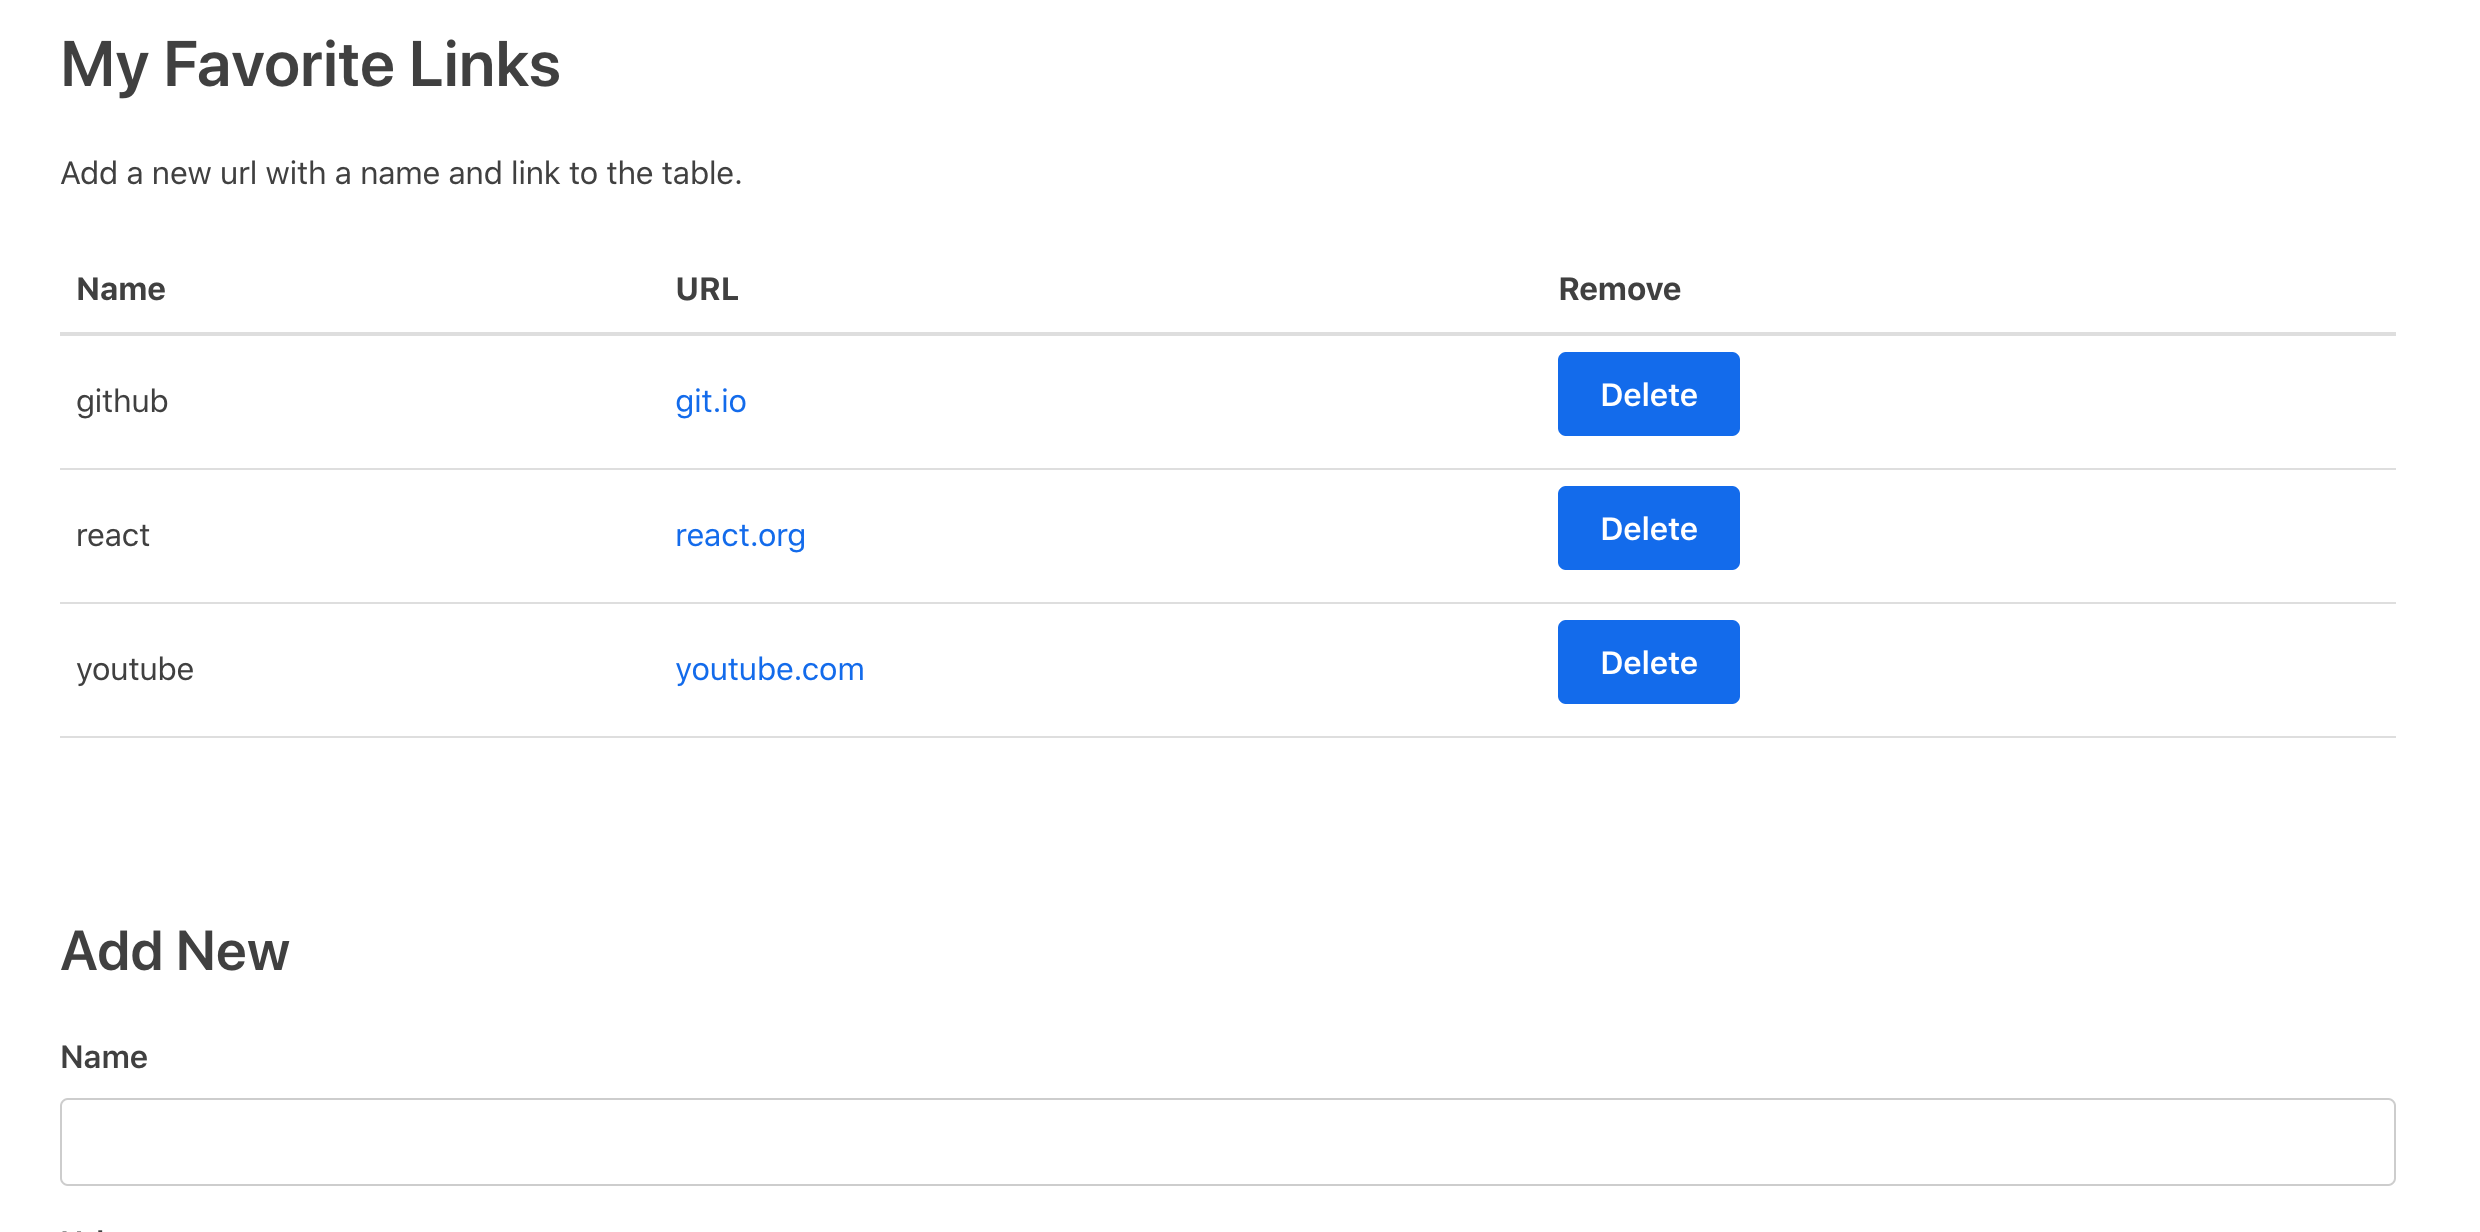 My Favorite Links
Add a new url with a name and link to the table.
Name URL Remove
github git.io Delete
react react.org Delete
youtube youtube.com Delete
Add New
Name